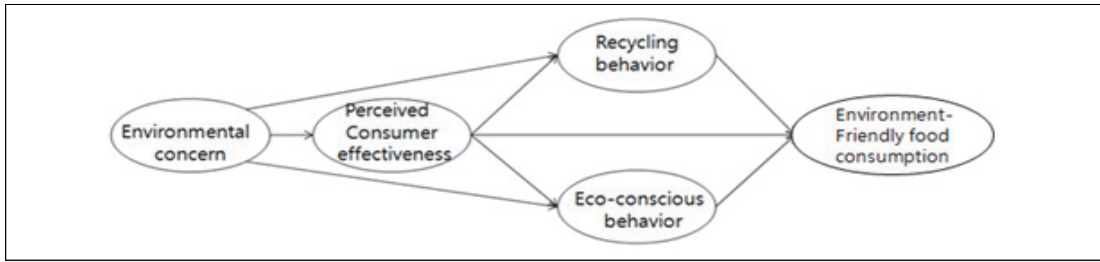 Recycling
behavior
Environmental
concern
Perceived
Consumer
effectiveness
Environment-
Friendly food
consumption
Eco-conscious
behavior